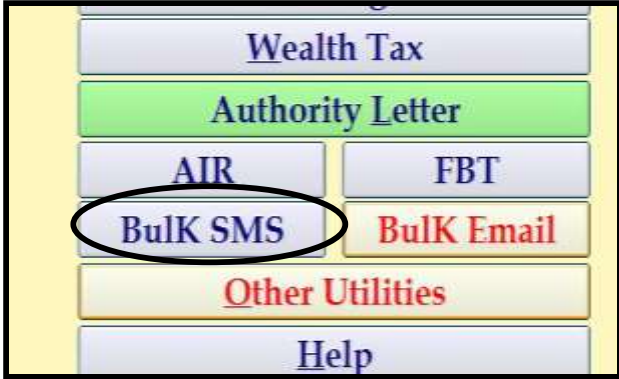 Wealth Tax
Authority Letter
AIR FBT
BulK SMS BulK Email
Other Utilities
Help